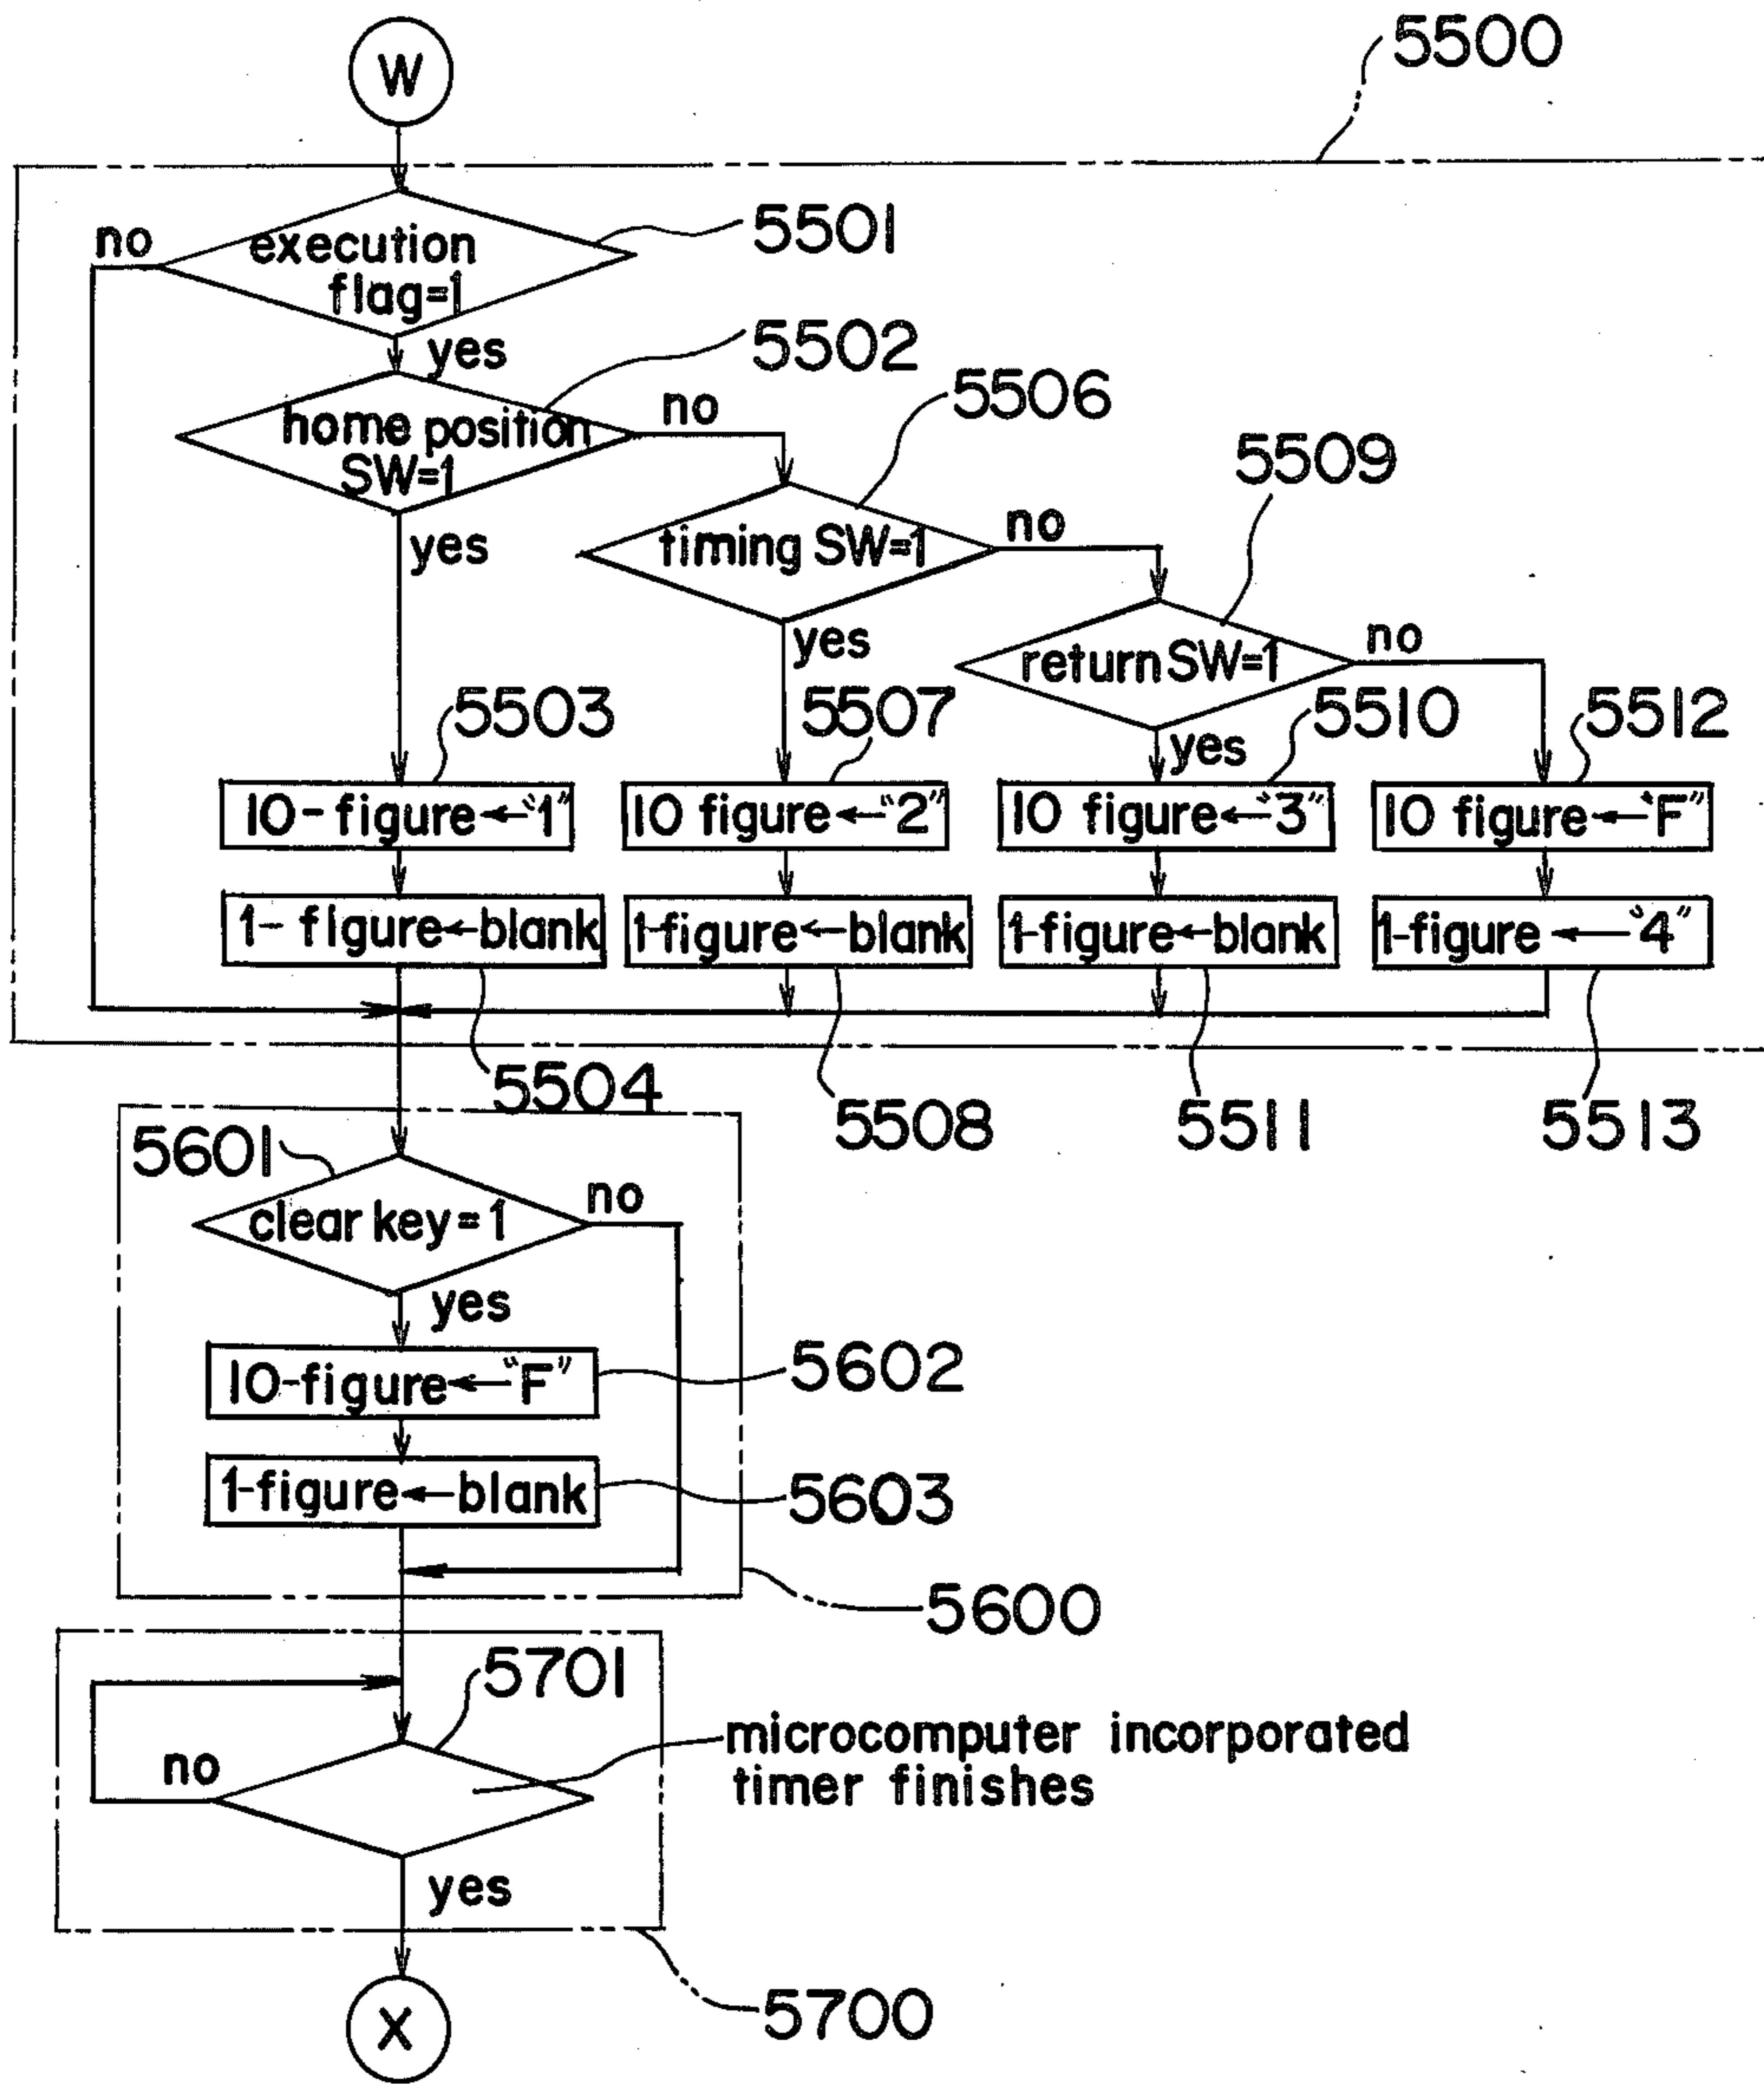 W
5500
5501
no
execution
flag=1
yes
5502
home position
SW=1
no
5506
yes
timing SW=1
no
5509
yes
return SW=1
no
yes
5503
5507
5510
5512
10-figure←"1"
10 figure←"2"
10 figure←"3"
10 figure←"F"
1-figure←blank
1-figure←blank
1-figure←blank
1-figure←"4"
5504
5508
5511
5513
5601
clear key=1
no
yes
10-figure←"F"
5602
1-figure←blank
5603
5600
5701
no
microcomputer incorporated
timer finishes
yes
5700
X